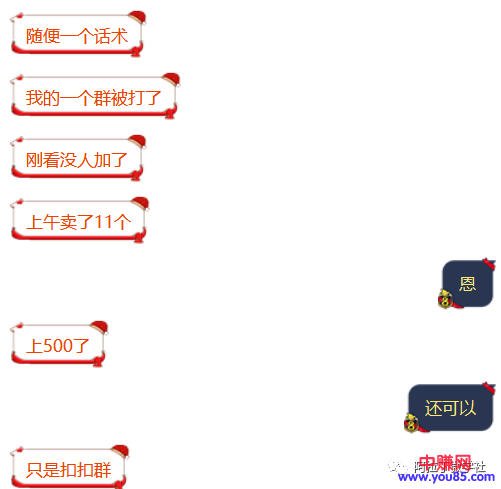 随便一个话术
我的一个群被打了
刚看没人加了
上午卖了11个
恩
上500了
还可以
只是扣扣群
中赚网
www.you85.com